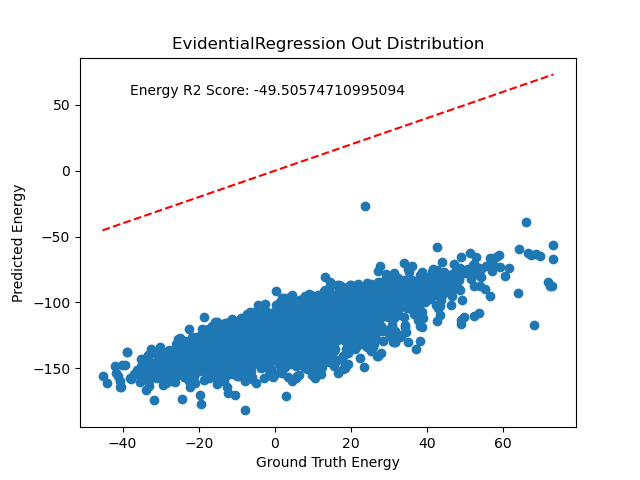 EvidentialRegression Out Distribution
Energy R2 Score: -49.50574710995094
50
0
−50
−100
−150
Predicted Energy
−40
−20
0
20
40
60
Ground Truth Energy